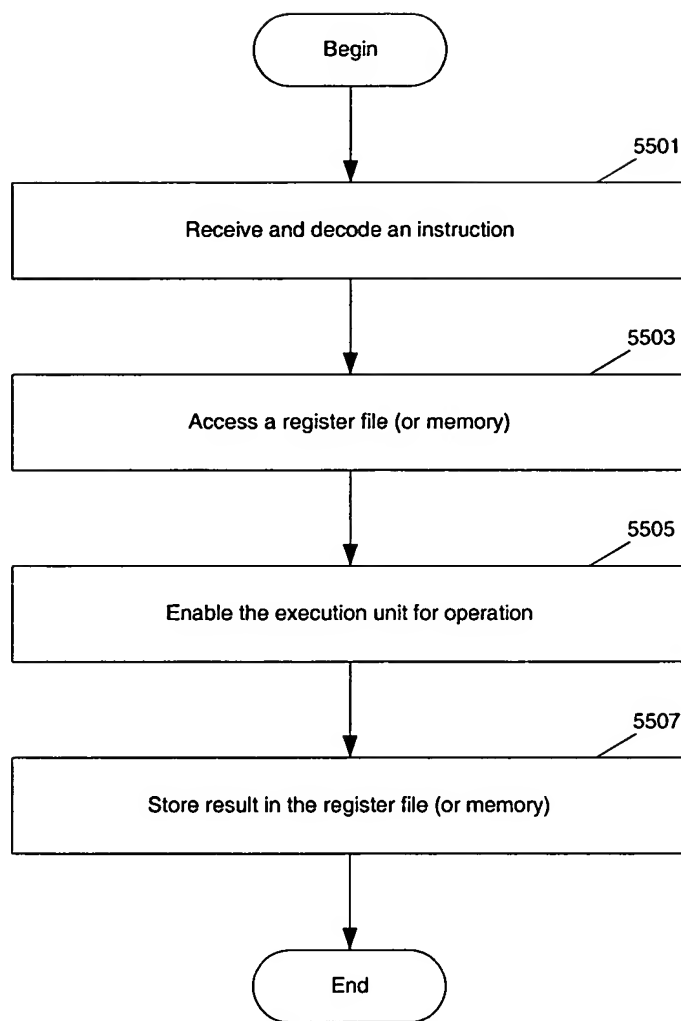 Begin
5501
Receive and decode an instruction
5503
Access a register file (or memory)
5505
Enable the execution unit for operation
5507
Store result in the register file (or memory)
End